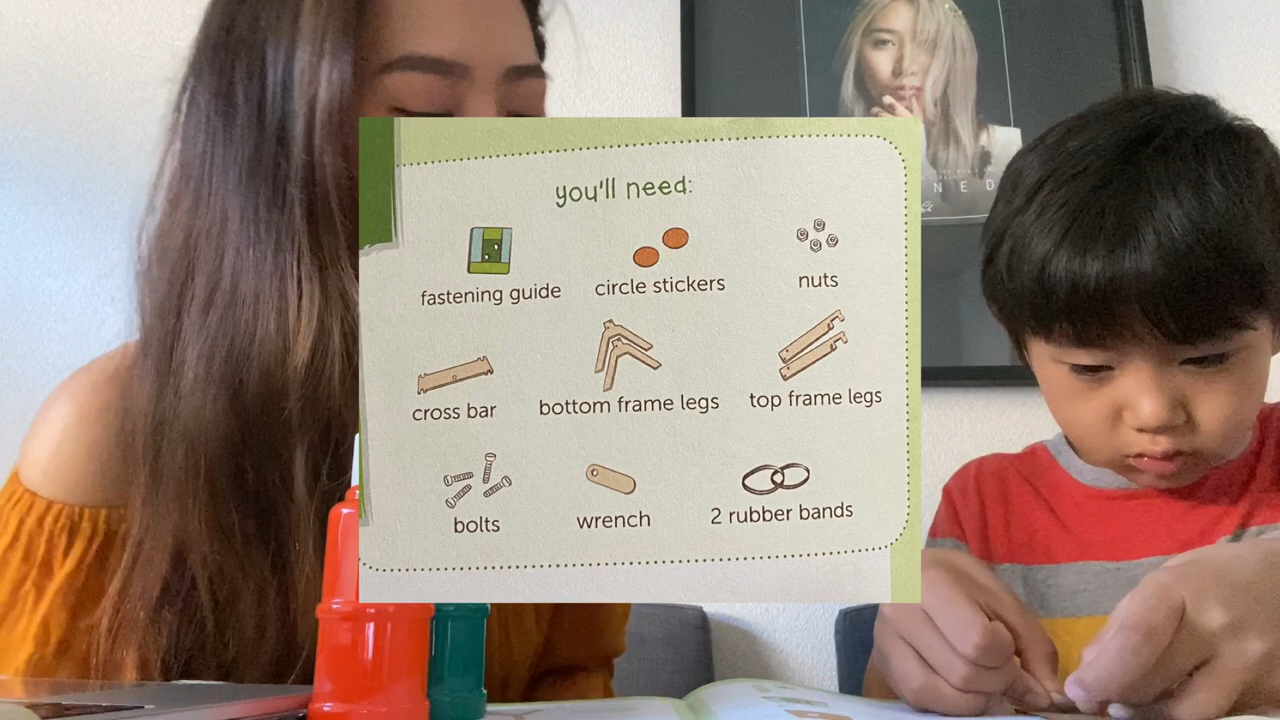 you'll need:
fastening guide
circle stickers
nuts
cross bar
bottom frame legs
top frame legs
bolts
wrench
2 rubber bands
NED